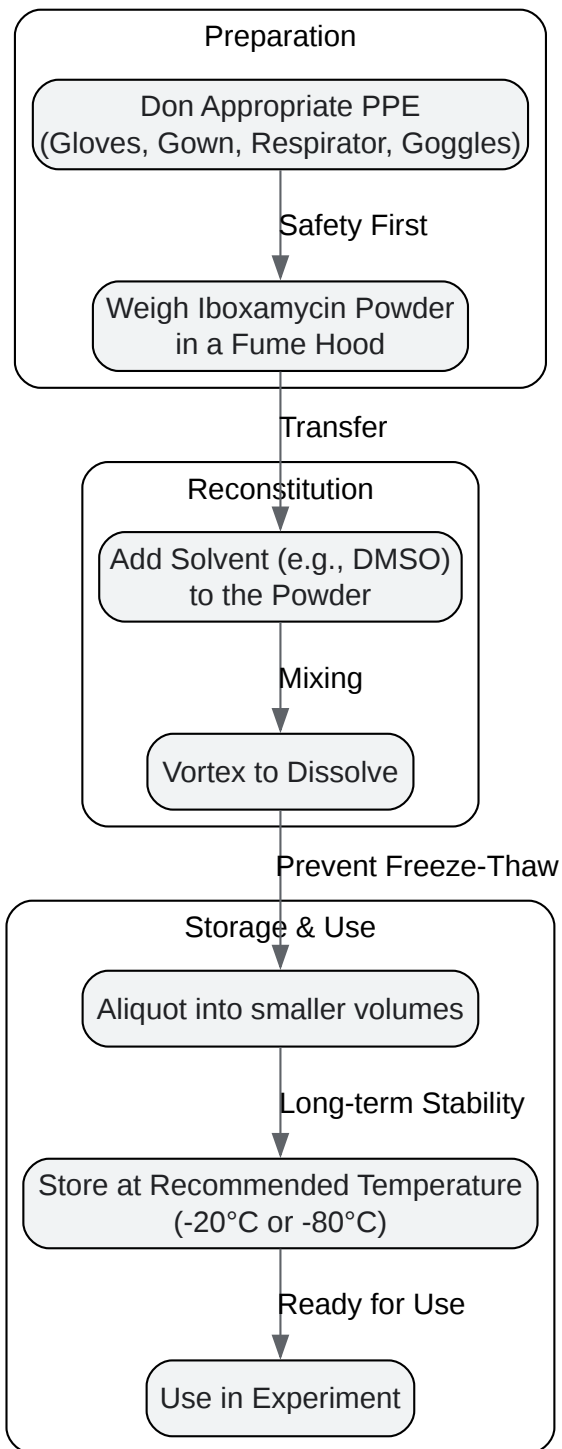 Preparation
Don Appropriate PPE
(Gloves, Gown, Respirator, Goggles)
Safety First
Weigh Iboxamycin Powder
in a Fume Hood
Transfer
Reconstitution
Add Solvent (e.g., DMSO)
to the Powder
Mixing
Vortex to Dissolve
Prevent Freeze-Thaw
Storage & Use
Aliquot into smaller volumes
Long-term Stability
Store at Recommended Temperature
(-20°C or -80°C)
Ready for Use
Use in Experiment